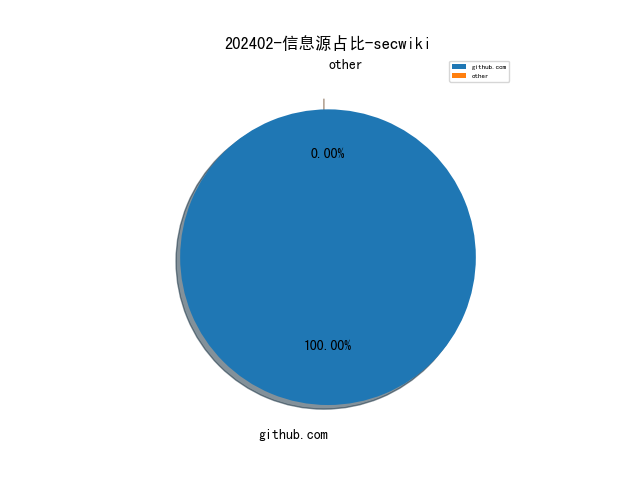 202402-信息源占比-secwiki
other
github.com
other
0.00%
100.00%
github.com